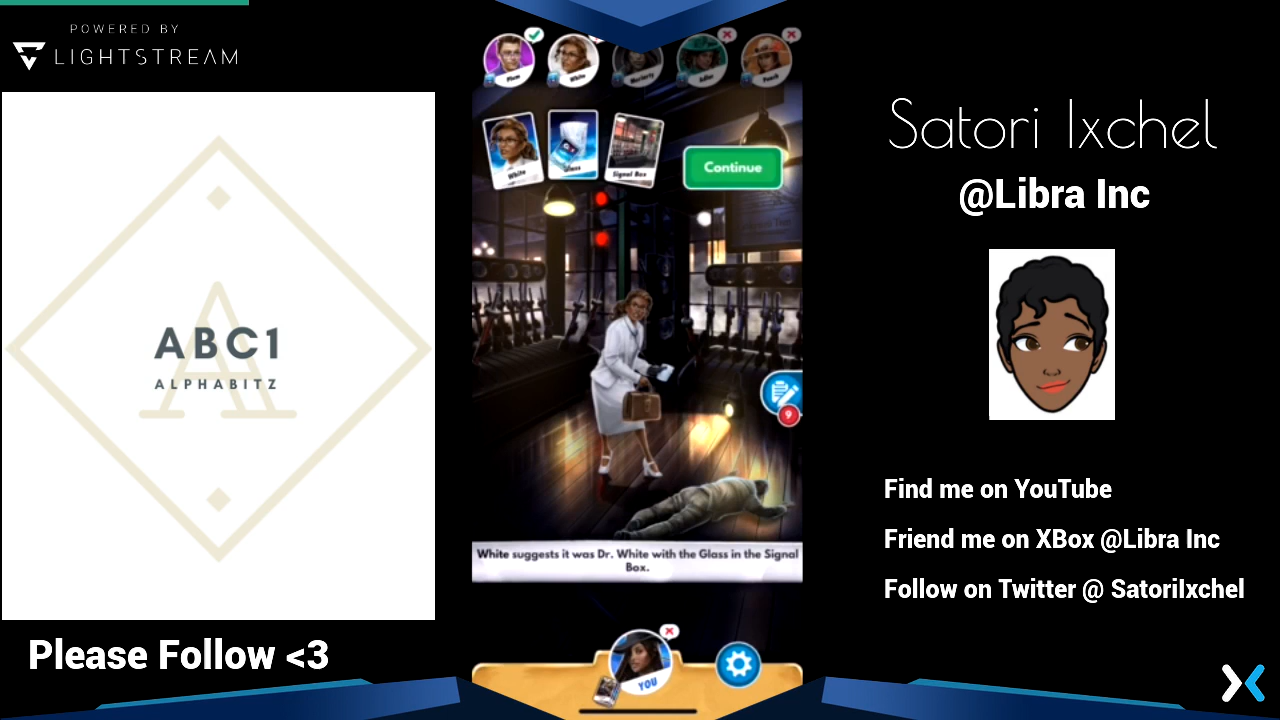 POWERED BY
LIGHTSTREAM
ABC1
ALPHABITZ
Please Follow <3
Plum
White
Moriarty
Adler
Peach
White
Glass
Signal Box
Continue
9
White suggests it was Dr. White with the Glass in the Signal
Box.
YOU
Satori Ixchel
@Libra Inc
Find me on YouTube
Friend me on XBox @Libra Inc
Follow on Twitter @ SatoriIxchel